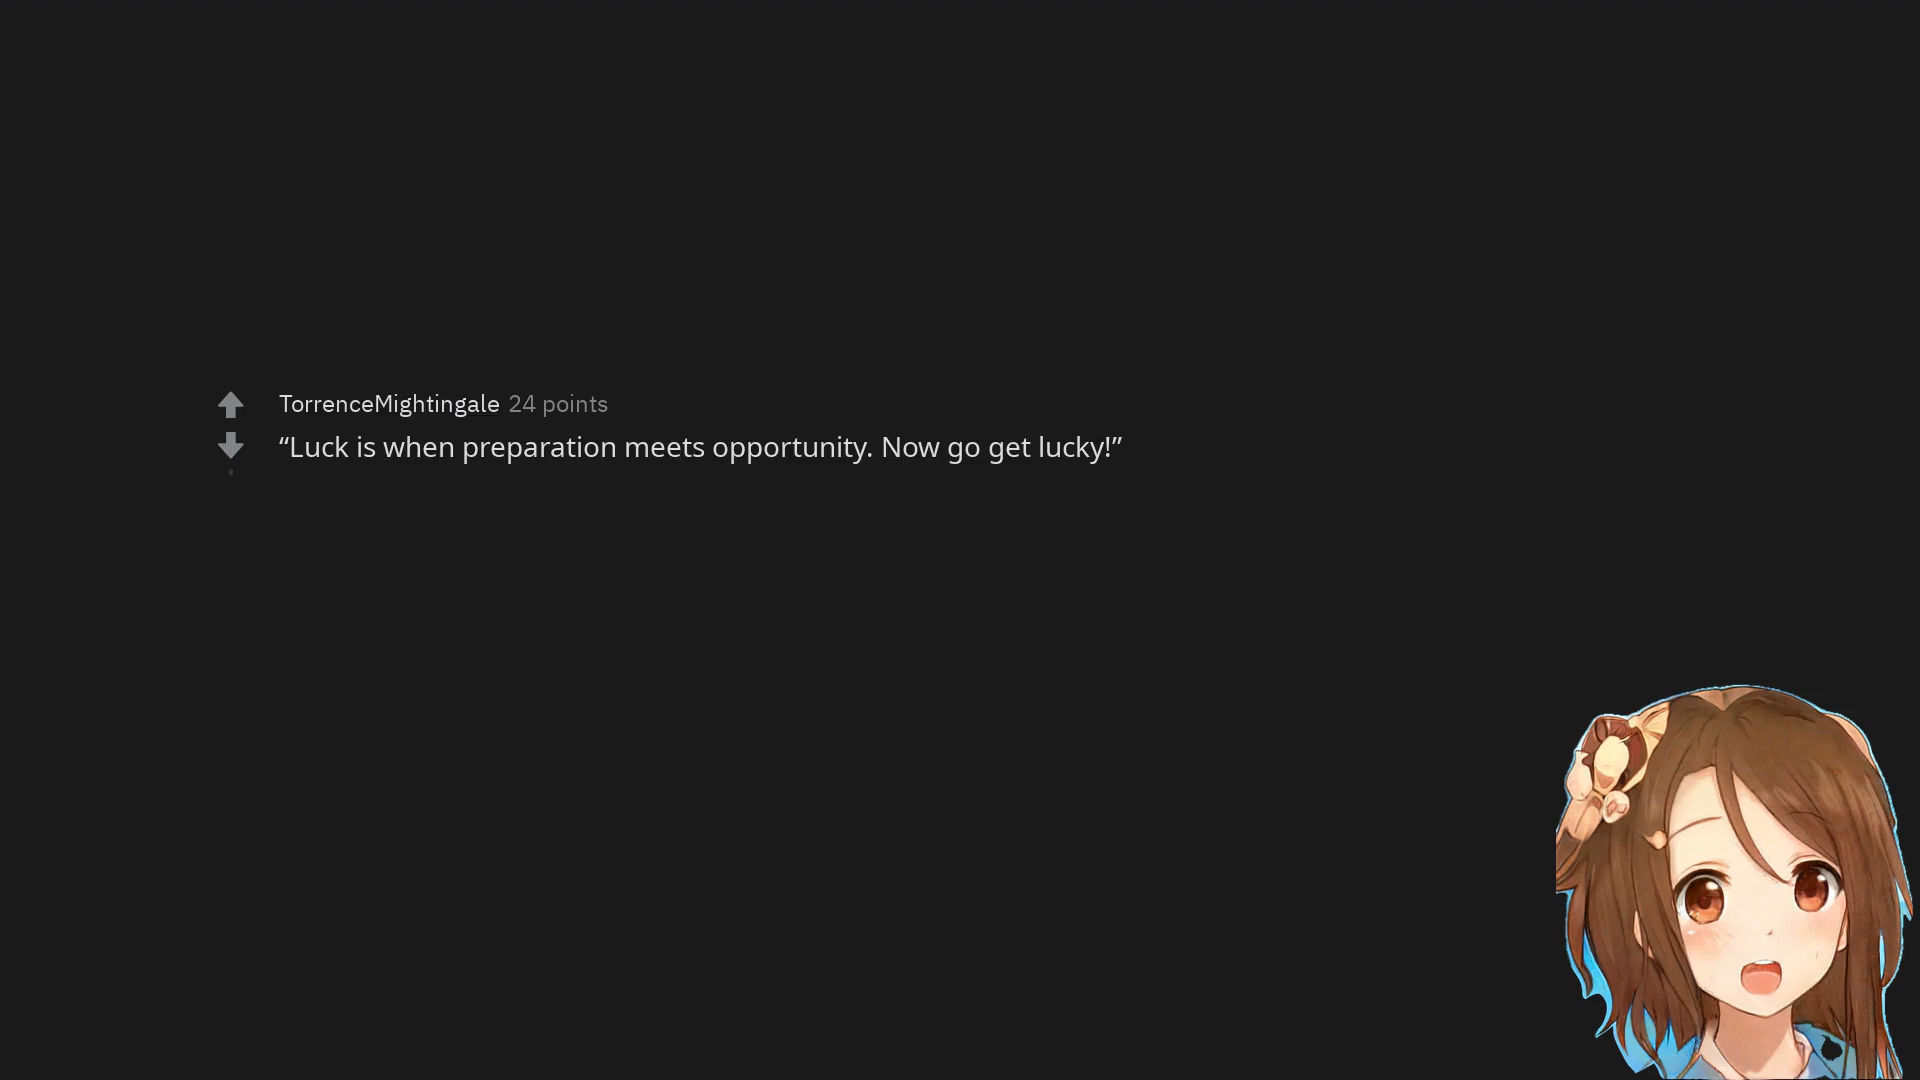 TorrenceMightingale 24 points
“Luck is when preparation meets opportunity. Now go get lucky!”